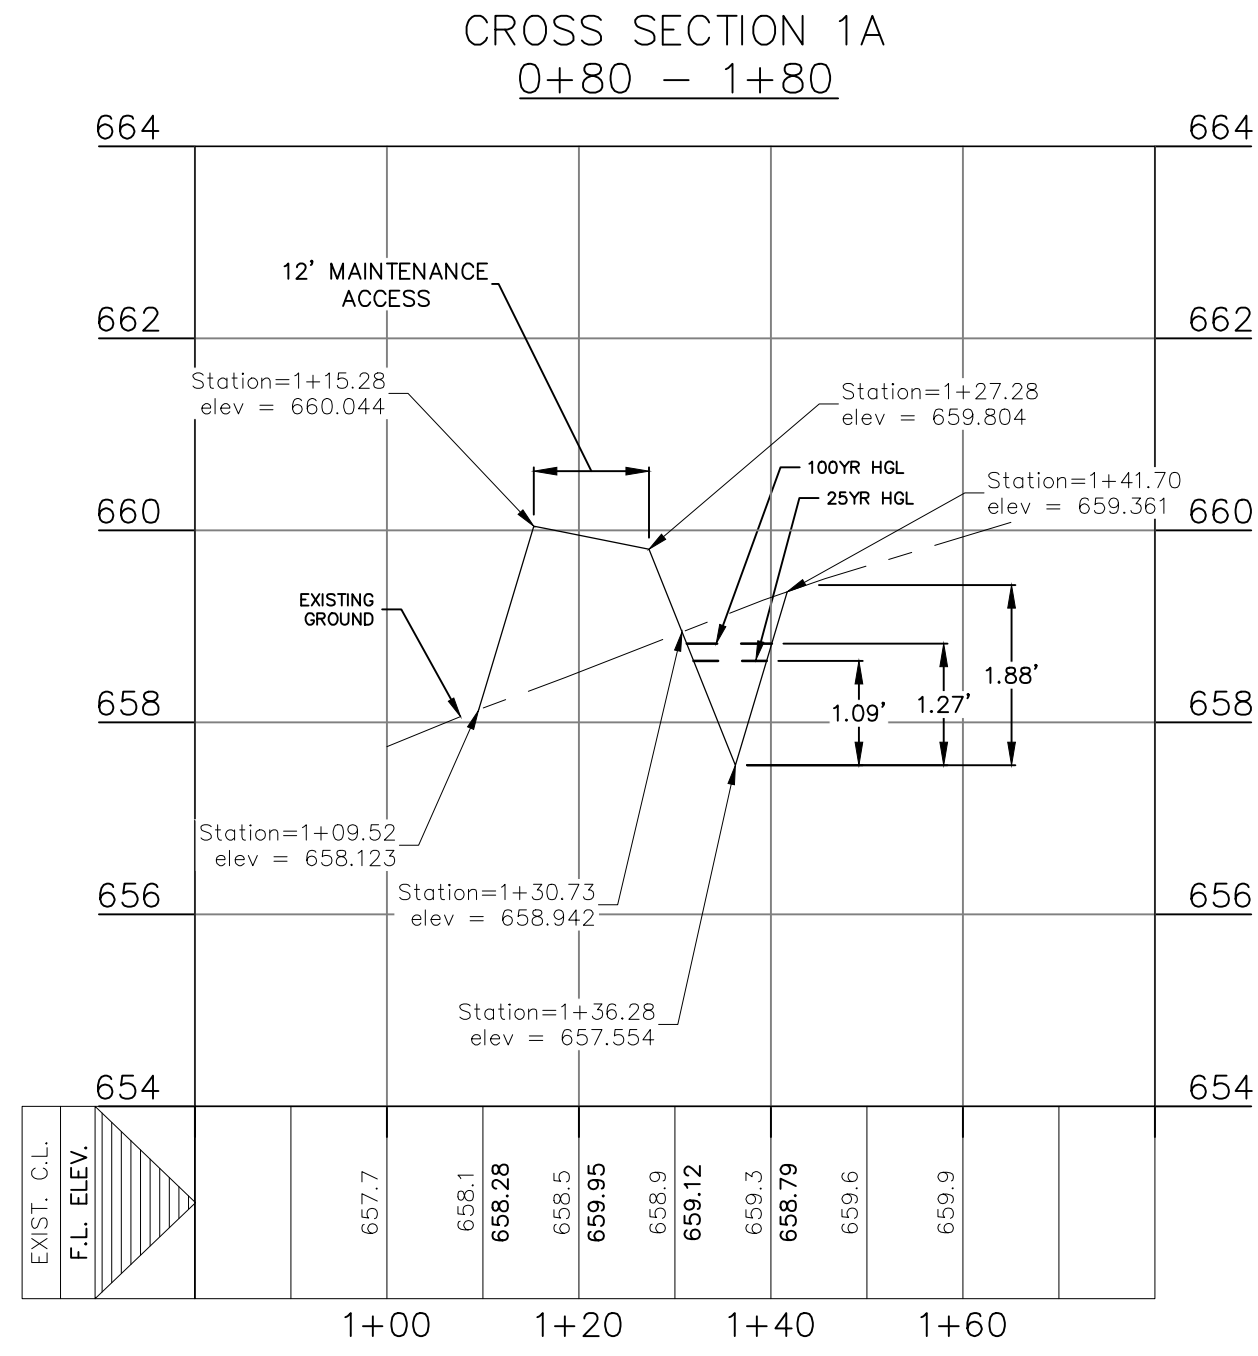 CROSS SECTION 1A
0+80 - 1+80
664
664
12' MAINTENANCE
ACCESS
662
662
Station=1+15.28
elev = 660.044
Station=1+27.28
elev = 659.804
100YR HGL
25YR HGL
Station=1+41.70
elev = 659.361
660
660
EXISTING
GROUND
1.88'
1.27'
1.09'
658
658
Station=1+09.52
elev = 658.123
Station=1+30.73
elev = 658.942
656
656
Station=1+36.28
elev = 657.554
654
654
EXIST. C.L.
F.L. ELEV.
657.7
658.1
658.28
658.5
659.95
658.9
659.12
659.3
658.79
659.6
659.9
1+00
1+20
1+40
1+60